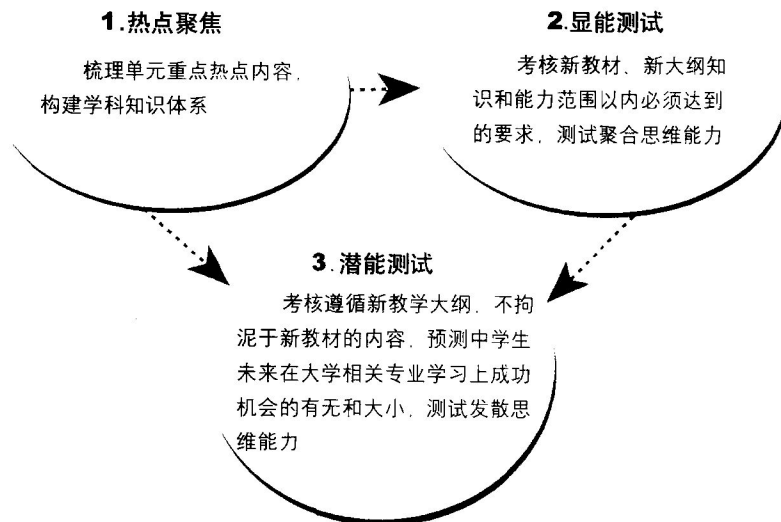 1.热点聚焦
梳理单元重点热点内容，
构建学科知识体系
2.显能测试
考核新教材、新大纲知
识和能力范围以内必须达到
的要求，测试聚合思维能力
3.潜能测试
考核遵循新教学大纲，不拘
泥于新教材的内容，预测中学生
未来在大学相关专业学习上成功
机会的有无和大小，测试发散思
维能力